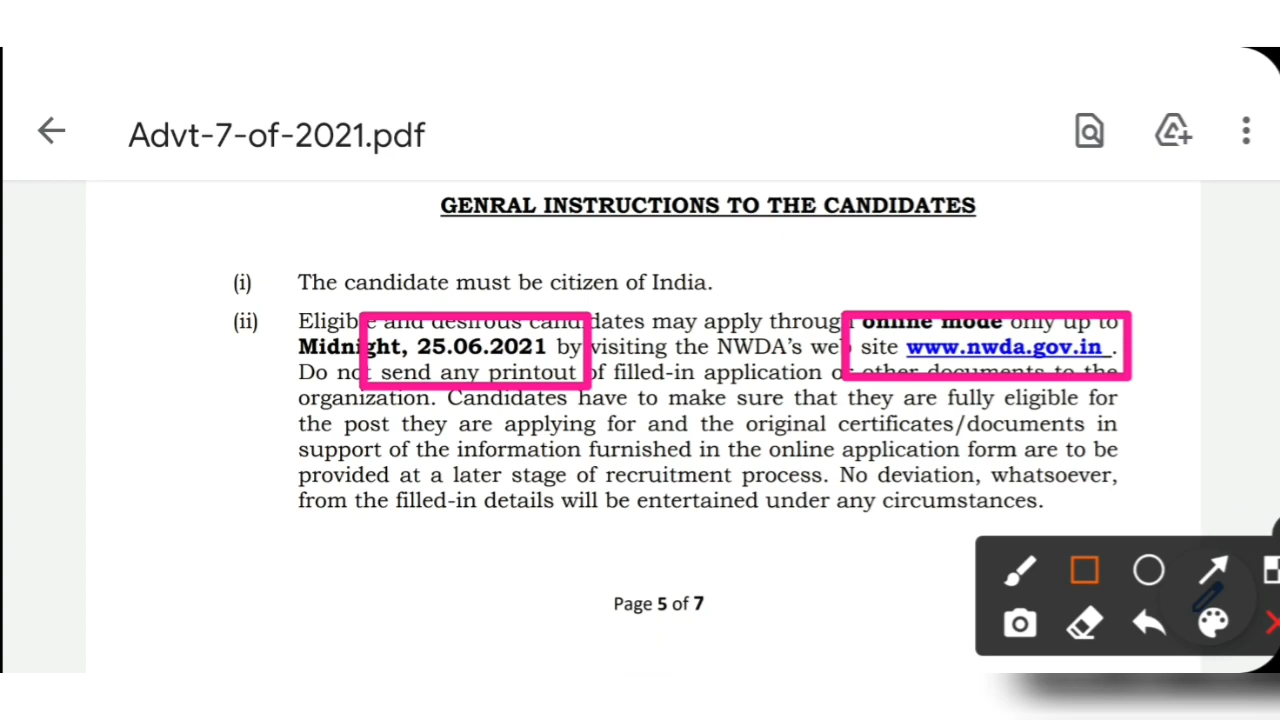 Advt-7-of-2021.pdf
GENRAL INSTRUCTIONS TO THE CANDIDATES
(i) The candidate must be citizen of India.
(ii) Eligible and desirous candidates may apply through online mode only up to
Midnight, 25.06.2021 by visiting the NWDA's web site www.nwda.gov.in .
Do not send any printout of filled-in application or other documents to the
organization. Candidates have to make sure that they are fully eligible for
the post they are applying for and the original certificates/documents in
support of the information furnished in the online application form are to be
provided at a later stage of recruitment process. No deviation, whatsoever,
from the filled-in details will be entertained under any circumstances.
Page 5 of 7